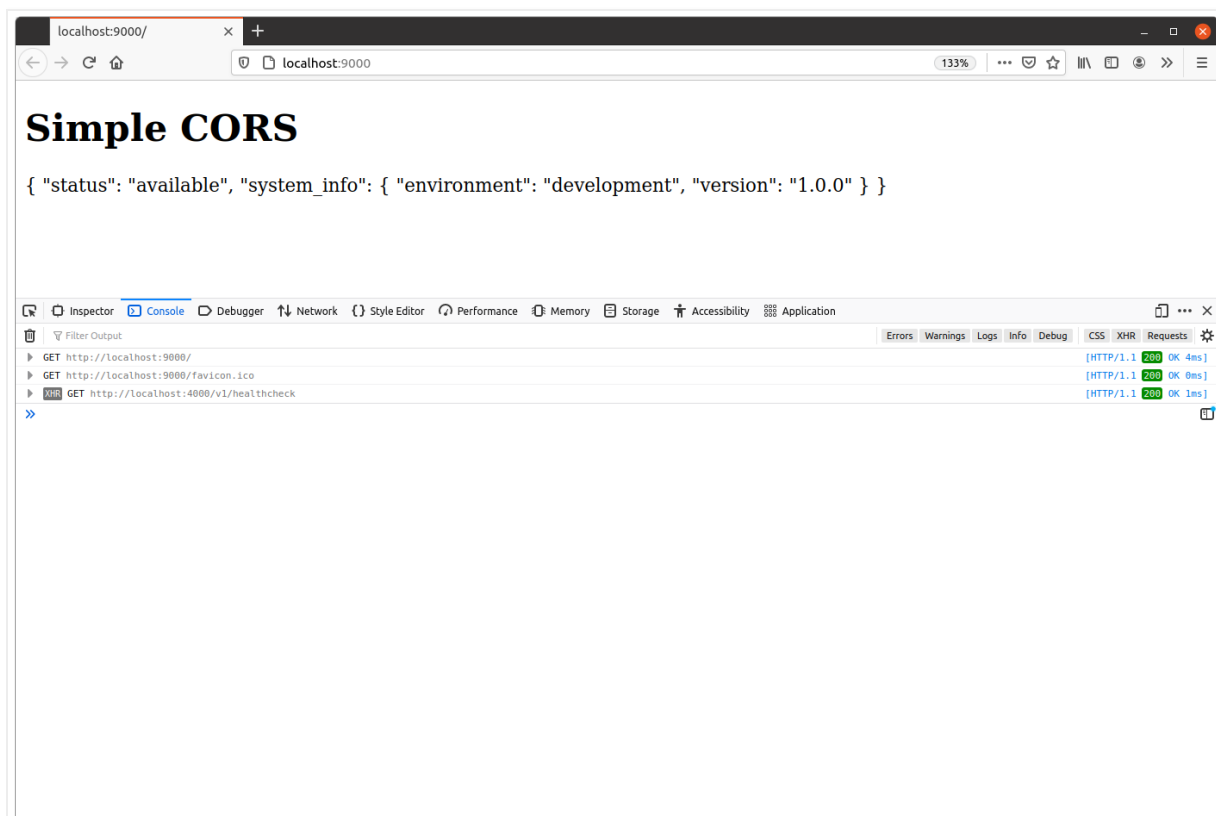 localhost:9000/
localhost:9000
133%
Simple CORS
{ "status": "available", "system_info": { "environment": "development", "version": "1.0.0" } }
Inspector Console Debugger Network Style Editor Performance Memory Storage Accessibility Application
Filter Output Errors Warnings Logs Info Debug CSS XHR Requests
GET http://localhost:9000/ [HTTP/1.1 200 OK 4ms]
GET http://localhost:9000/favicon.ico [HTTP/1.1 200 OK 0ms]
XHR GET http://localhost:4000/v1/healthcheck [HTTP/1.1 200 OK 1ms]